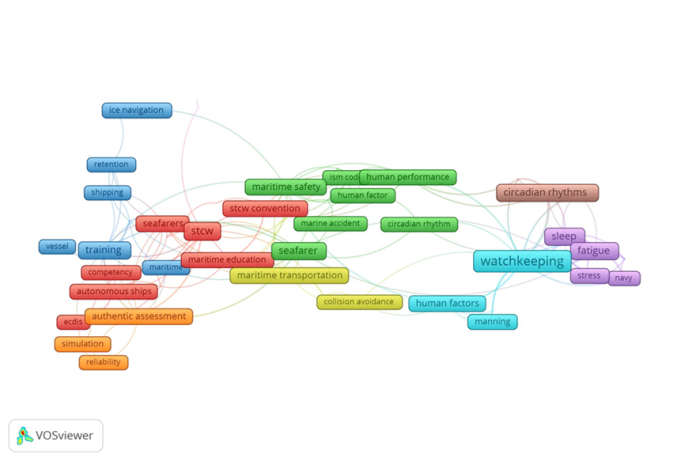 ice navigation
retention
shipping
ism cod
human performance
maritime safety
human factor
circadian rhythms
stcw convention
seafarers
stcw
marine accident
circadian rhythm
sleep
vessel
training
seafarer
fatigue
maritime education
watchkeeping
maritime
competency
maritime transportation
stress
navy
autonomous ships
collision avoidance
human factors
authentic assessment
ecdis
manning
simulation
reliability
VOSviewer